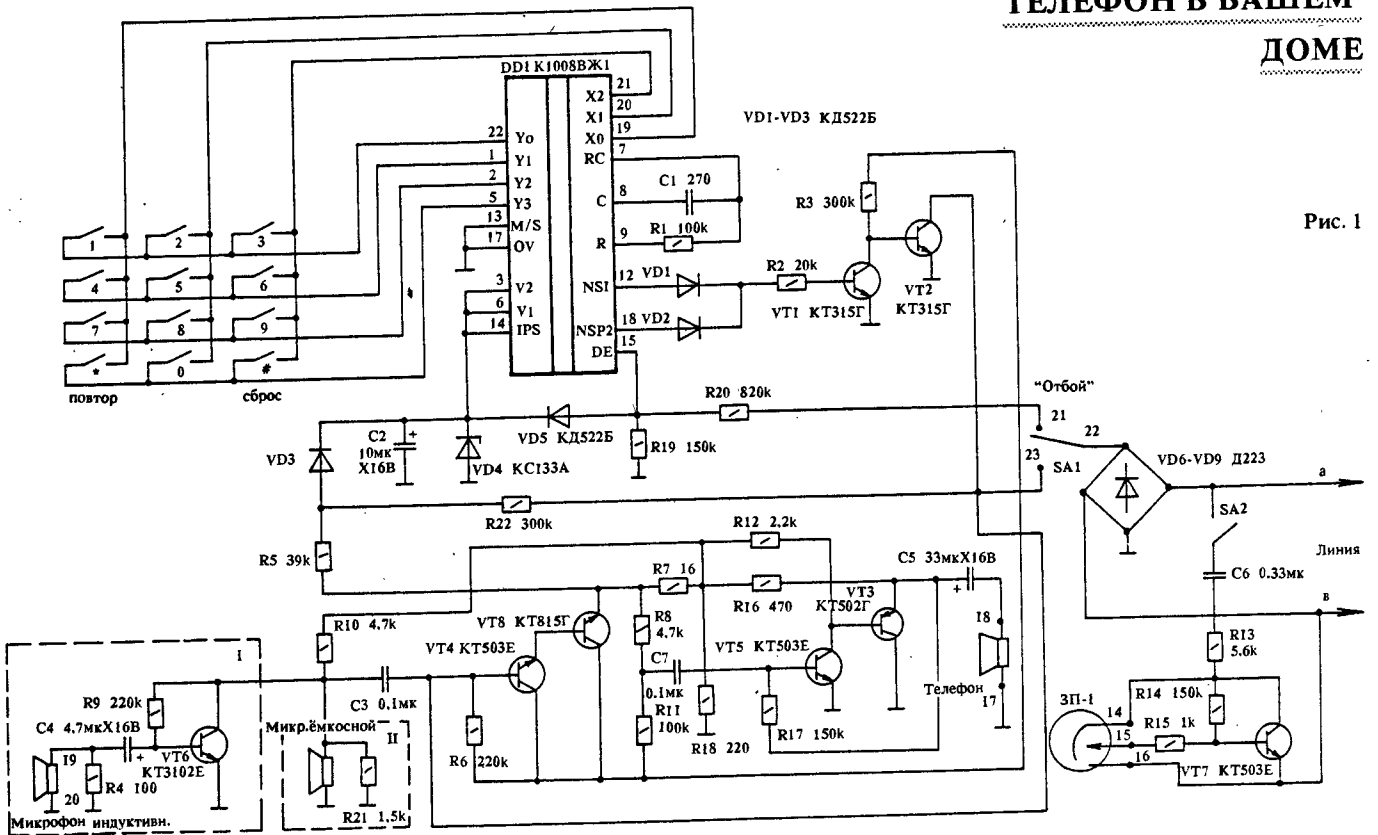 ТЕЛЕФОН В ВАШЕМ
ДОМЕ
Рис. 1
DD1 К1008ВЖ1
VD1-VD3 КД522Б
22 Y0
1 Y1
2 Y2
5 Y3
13 M/S
17 OV
3 V2
6 V1
14 IPS
X2 21
X1 20
X0 19
RC 7
C 8
R 9
NSI 12
NSP2 18
DE 15
C1 270
R1 100k
VD1
VD2
R2 20k
R3 300k
VT1 КТ315Г
VT2
КТ315Г
1 2 3
4 5 6
7 8 9
* 0 #
повтор сброс
#
R20 820k
"Отбой"
21
22
23
SA1
VD3
C2
10мк
Х16В
+
VD4 КС133А
VD5 КД522Б
R19 150k
VD6-VD9 Д223
а
SA2
Линия
C6 0.33мк
в
R22 300k
R5 39k
R12 2,2k
C5 33мкХ16В
+
R7 16
R16 470
VT3
КТ502Г
R10 4.7k
VT8 КТ815Г
R8
4.7k
VT4 КТ503Е
VT5 КТ503Е
C7
0.1мк
I8
Телефон
I7
R13
5.6k
R14 150k
ЗП-1
14
15
16
R15 1k
VT7 КТ503Е
I
R9 220k
C4 4,7мкХ16В
+
VT6
КТ3102Е
I9
20
R4 100
Микрофон индуктивн.
C3 0.1мк
Микр.ёмкосной
II
R21 1,5k
R6 220k
R11
100k
R18 220
R17 150k